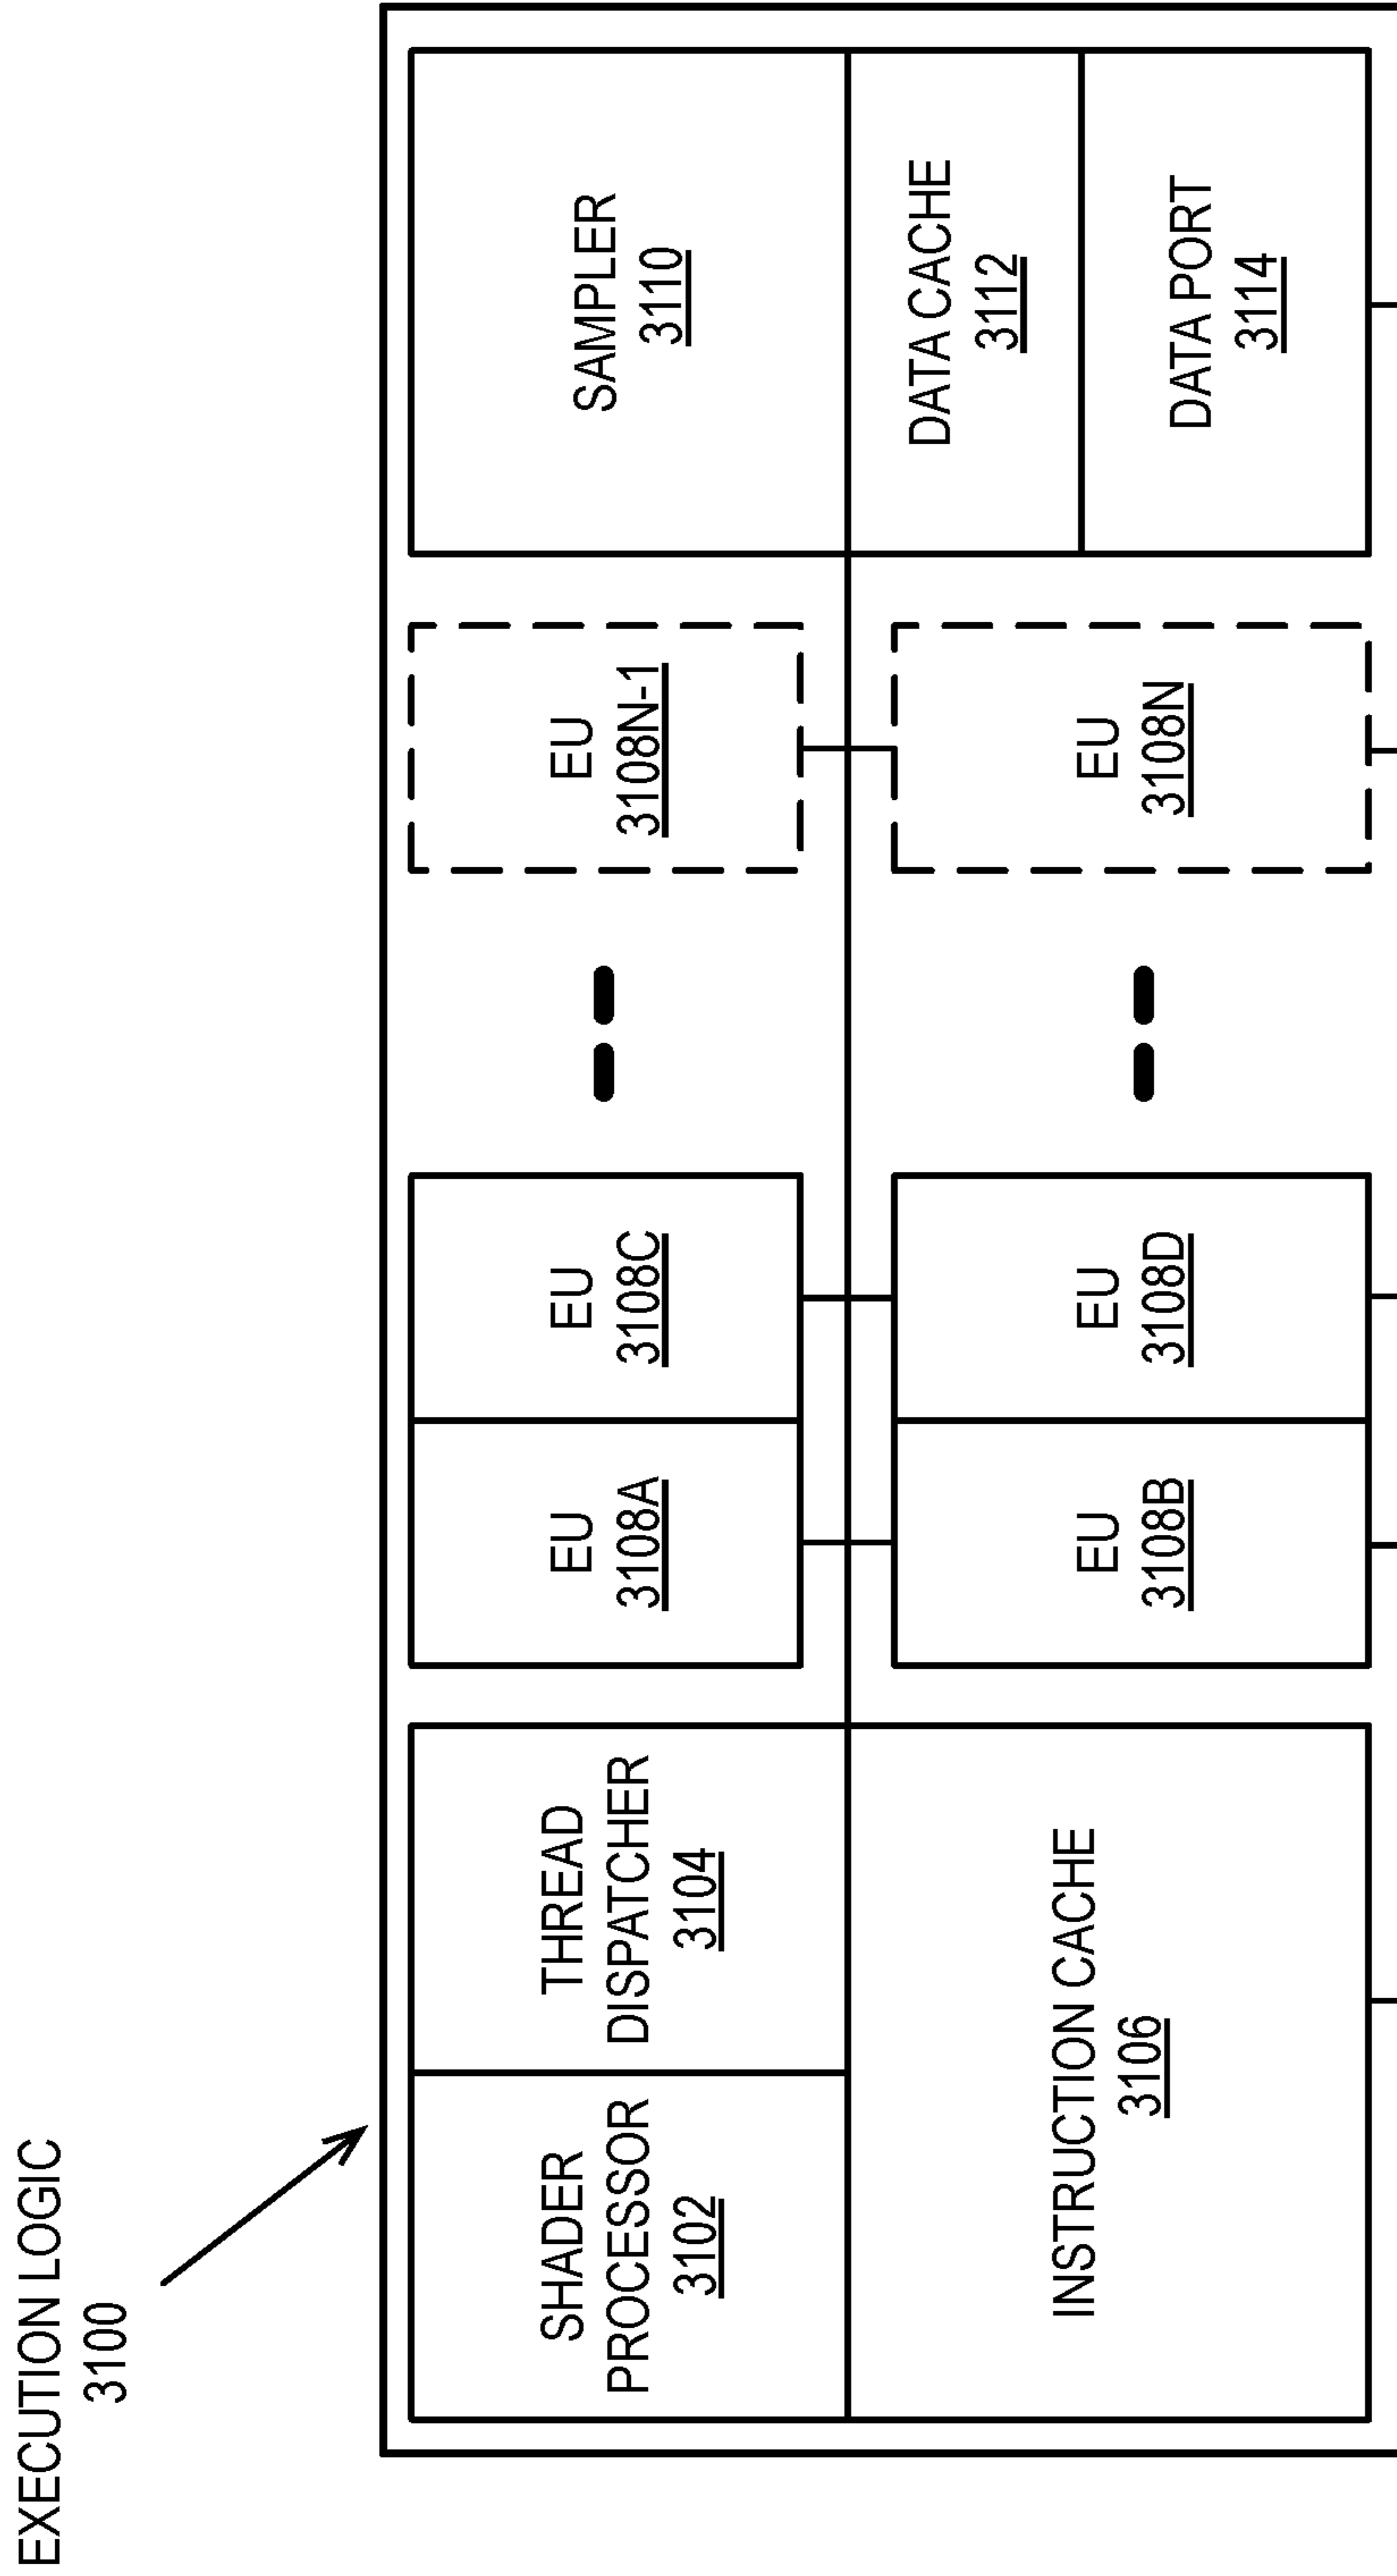 EXECUTION LOGIC
3100
SHADER
PROCESSOR
3102
THREAD
DISPATCHER
3104
INSTRUCTION CACHE
3106
EU
3108A
EU
3108C
EU
3108B
EU
3108D
EU
3108N-1
EU
3108N
SAMPLER
3110
DATA CACHE
3112
DATA PORT
3114